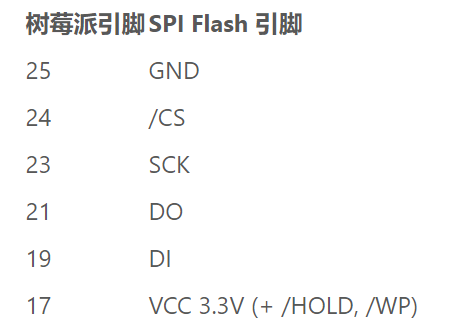 树莓派引脚 SPI Flash 引脚
25 GND
24 /CS
23 SCK
21 DO
19 DI
17 VCC 3.3V (+ /HOLD, /WP)